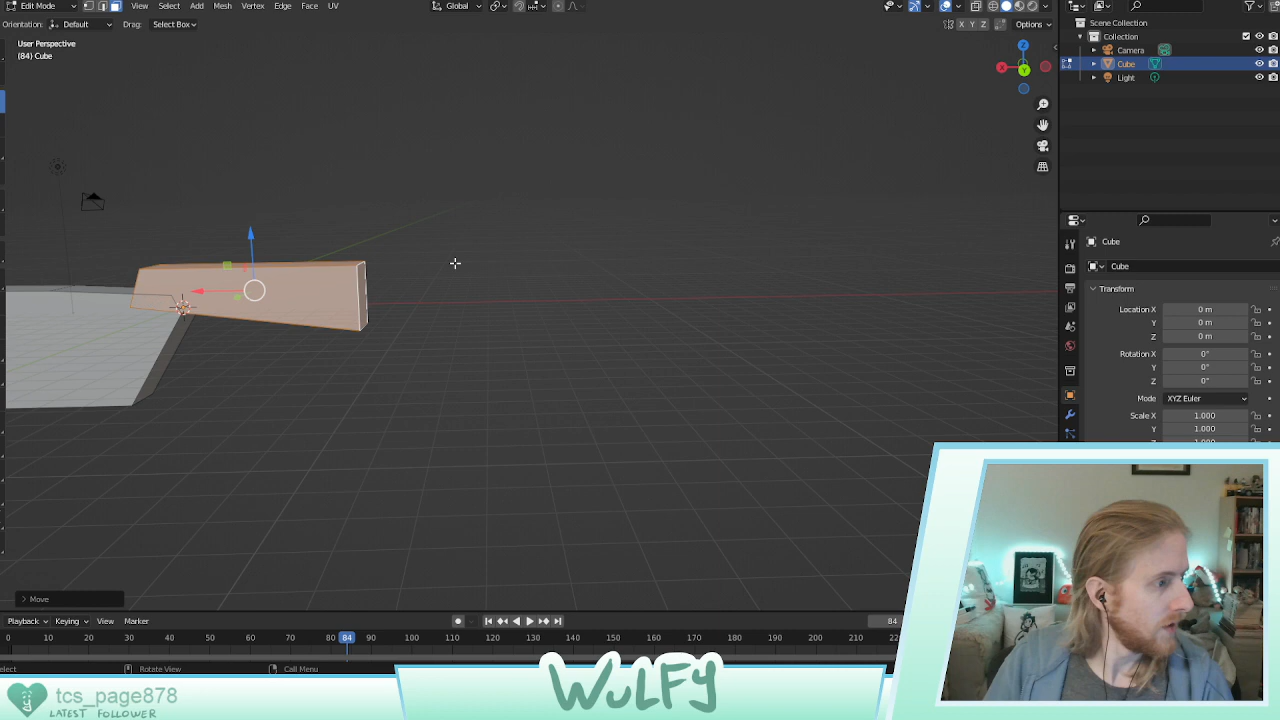 Edit Mode View Select Add Mesh Vertex Edge Face UV Global
Orientation: Default Drag: Select Box X Y Z Options
User Perspective
(84) Cube
Scene Collection
Collection
Camera
Cube
Light
X Y Z
Cube
Cube
Transform
Location X 0 m
Y 0 m
Z 0 m
Rotation X 0°
Y 0°
Z 0°
Mode XYZ Euler
Scale X 1.000
Y 1.000
Move
Playback Keying View Marker 84
0 10 20 30 40 50 60 70 80 84 90 100 110 120 130 140 150 160 170 180 190 200 210 22
elect Rotate View Call Menu
tcs_page878
LATEST FOLLOWER
WULFY